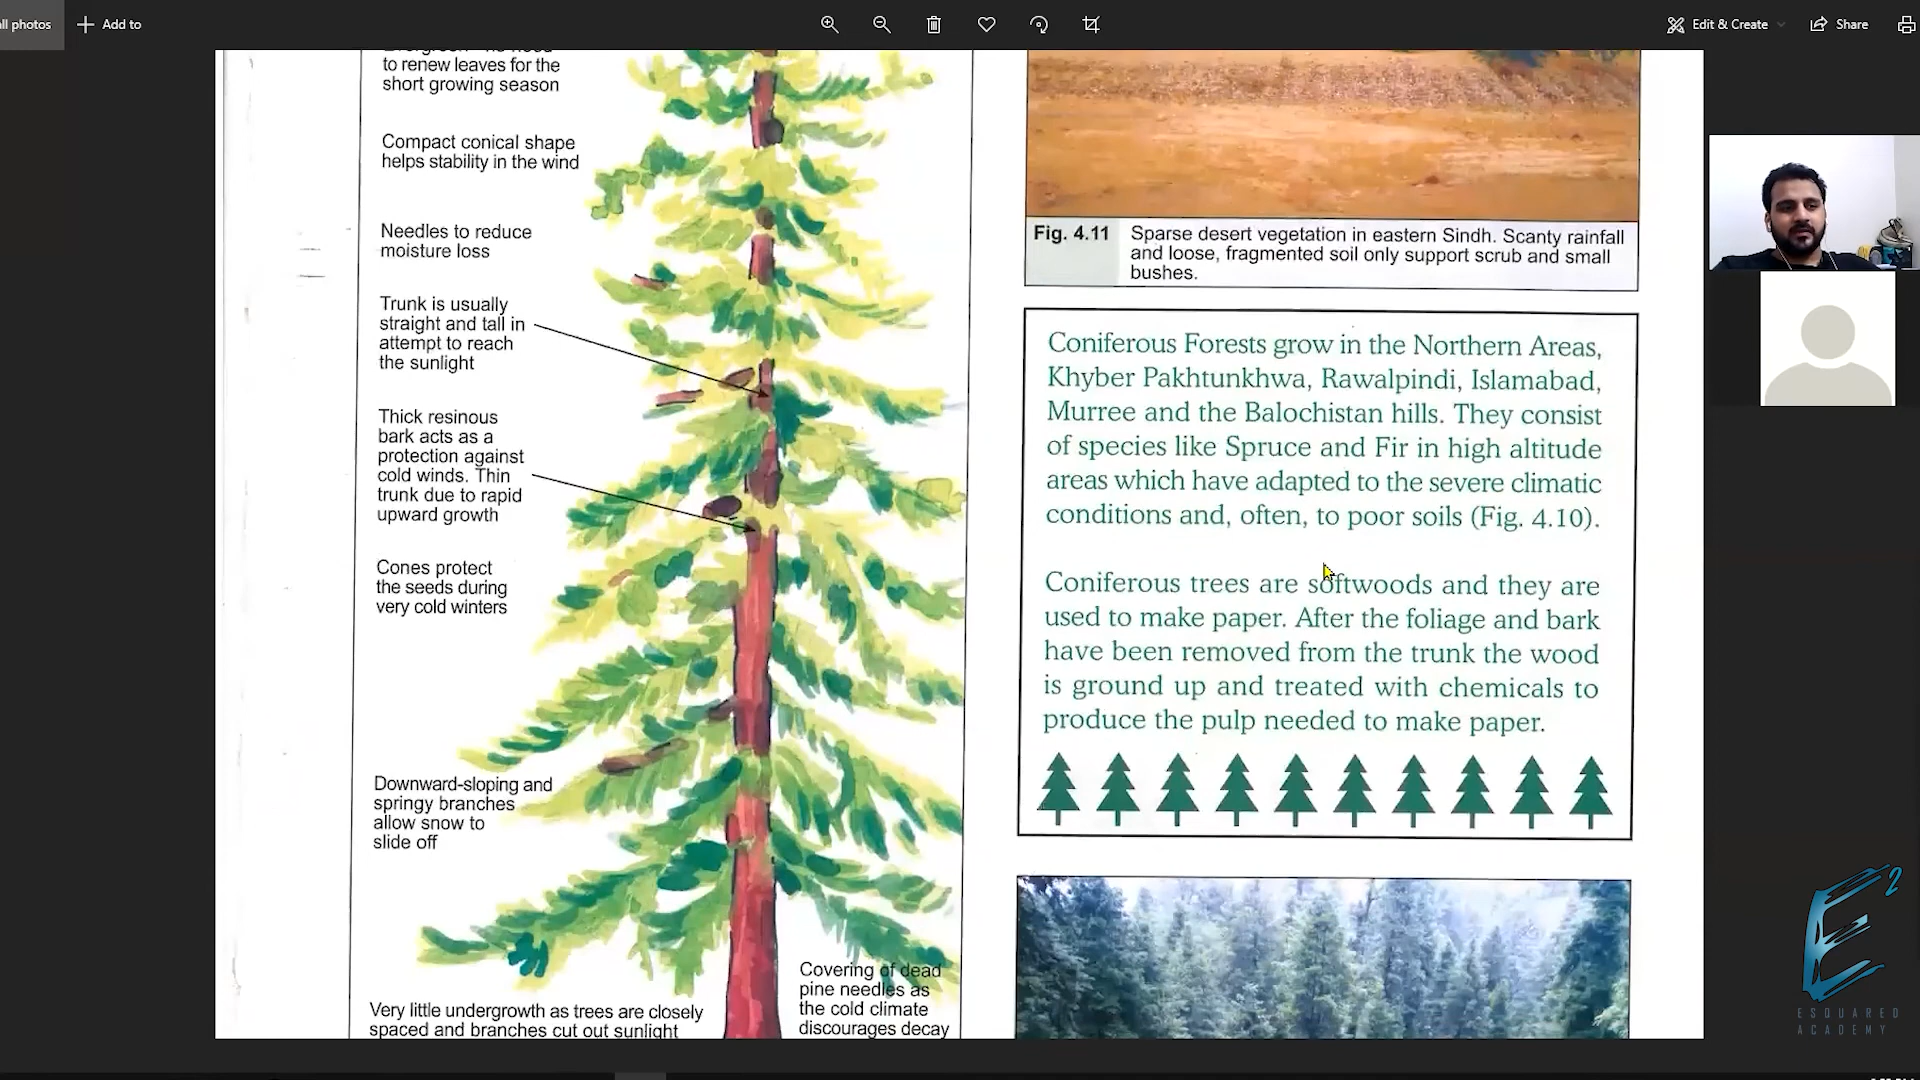 all photos
Add to
Edit & Create
Share
to renew leaves for the
short growing season
Compact conical shape
helps stability in the wind
Needles to reduce
moisture loss
Trunk is usually
straight and tall in
attempt to reach
the sunlight
Thick resinous
bark acts as a
protection against
cold winds. Thin
trunk due to rapid
upward growth
Cones protect
the seeds during
very cold winters
Downward-sloping and
springy branches
allow snow to
slide off
Very little undergrowth as trees are closely
spaced and branches cut out sunlight
Covering of dead
pine needles as
the cold climate
discourages decay
Fig. 4.11 Sparse desert vegetation in eastern Sindh. Scanty rainfall
and loose, fragmented soil only support scrub and small
bushes.
Coniferous Forests grow in the Northern Areas,
Khyber Pakhtunkhwa, Rawalpindi, Islamabad,
Murree and the Balochistan hills. They consist
of species like Spruce and Fir in high altitude
areas which have adapted to the severe climatic
conditions and, often, to poor soils (Fig. 4.10).
Coniferous trees are softwoods and they are
used to make paper. After the foliage and bark
have been removed from the trunk the wood
is ground up and treated with chemicals to
produce the pulp needed to make paper.
E2
ESQUARED
ACADEMY